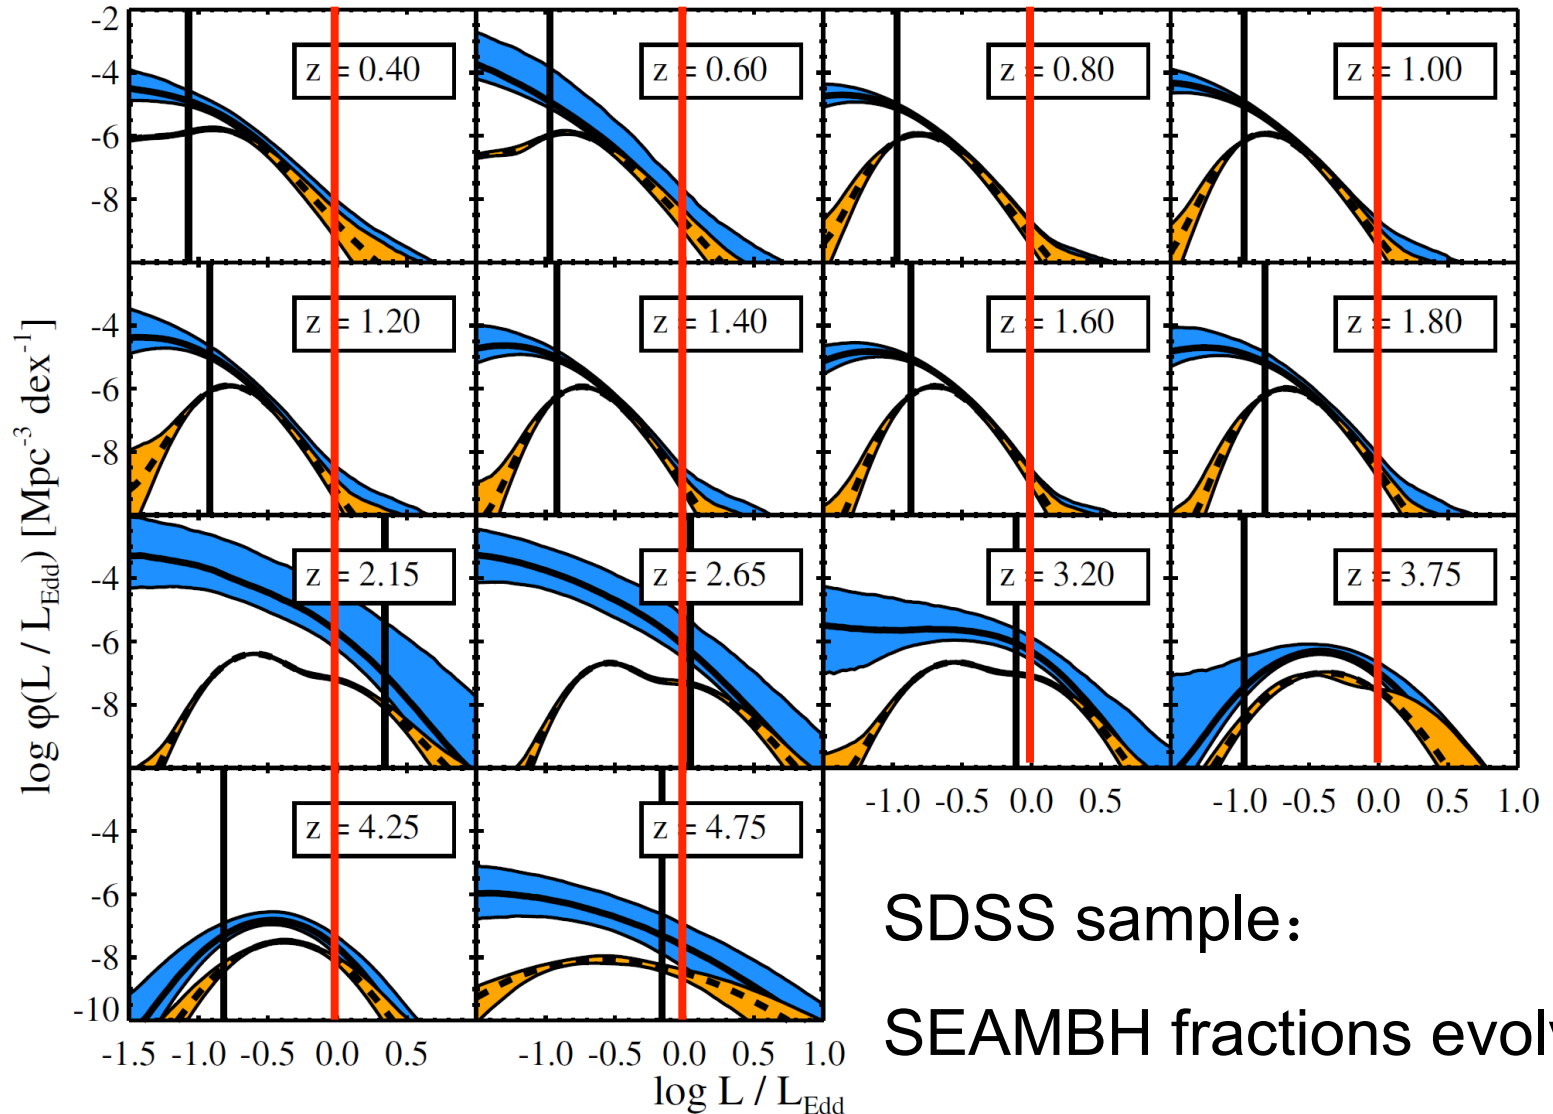 -2
-4
-6
-8
z = 0.40
z = 0.60
z = 0.80
z = 1.00
-4
-6
-8
z = 1.20
z = 1.40
z = 1.60
z = 1.80
-4
-6
-8
z = 2.15
z = 2.65
z = 3.20
z = 3.75
-4
-6
-8
-10
z = 4.25
z = 4.75
log φ(L / L_Edd) [Mpc⁻³ dex⁻¹]
-1.0 -0.5 0.0 0.5
-1.0 -0.5 0.0 0.5 1.0
-1.5 -1.0 -0.5 0.0 0.5
-1.0 -0.5 0.0 0.5 1.0
log L / L_Edd
SDSS sample：
SEAMBH fractions